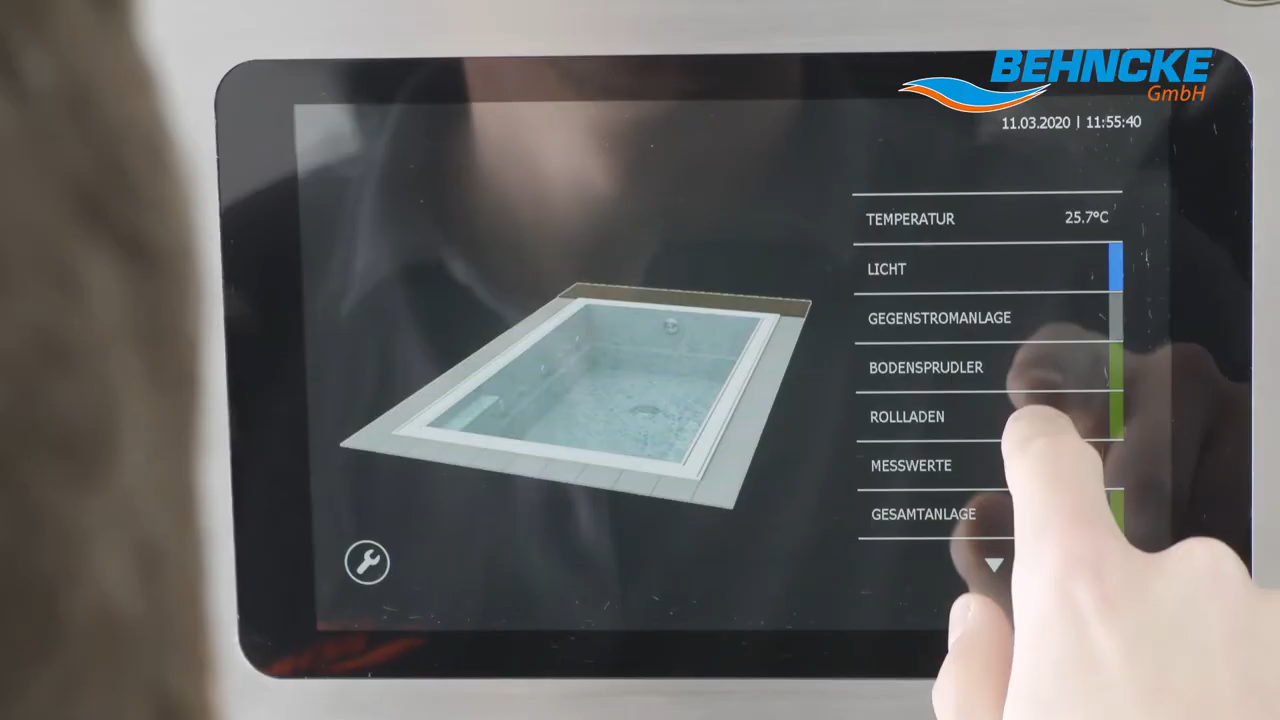 BEHNCKE
GmbH
11.03.2020 | 11:55:40
TEMPERATUR 25.7°C
LICHT
GEGENSTROMANLAGE
BODENSPRUDLER
ROLLLADEN
MESSWERTE
GESAMTANLAGE